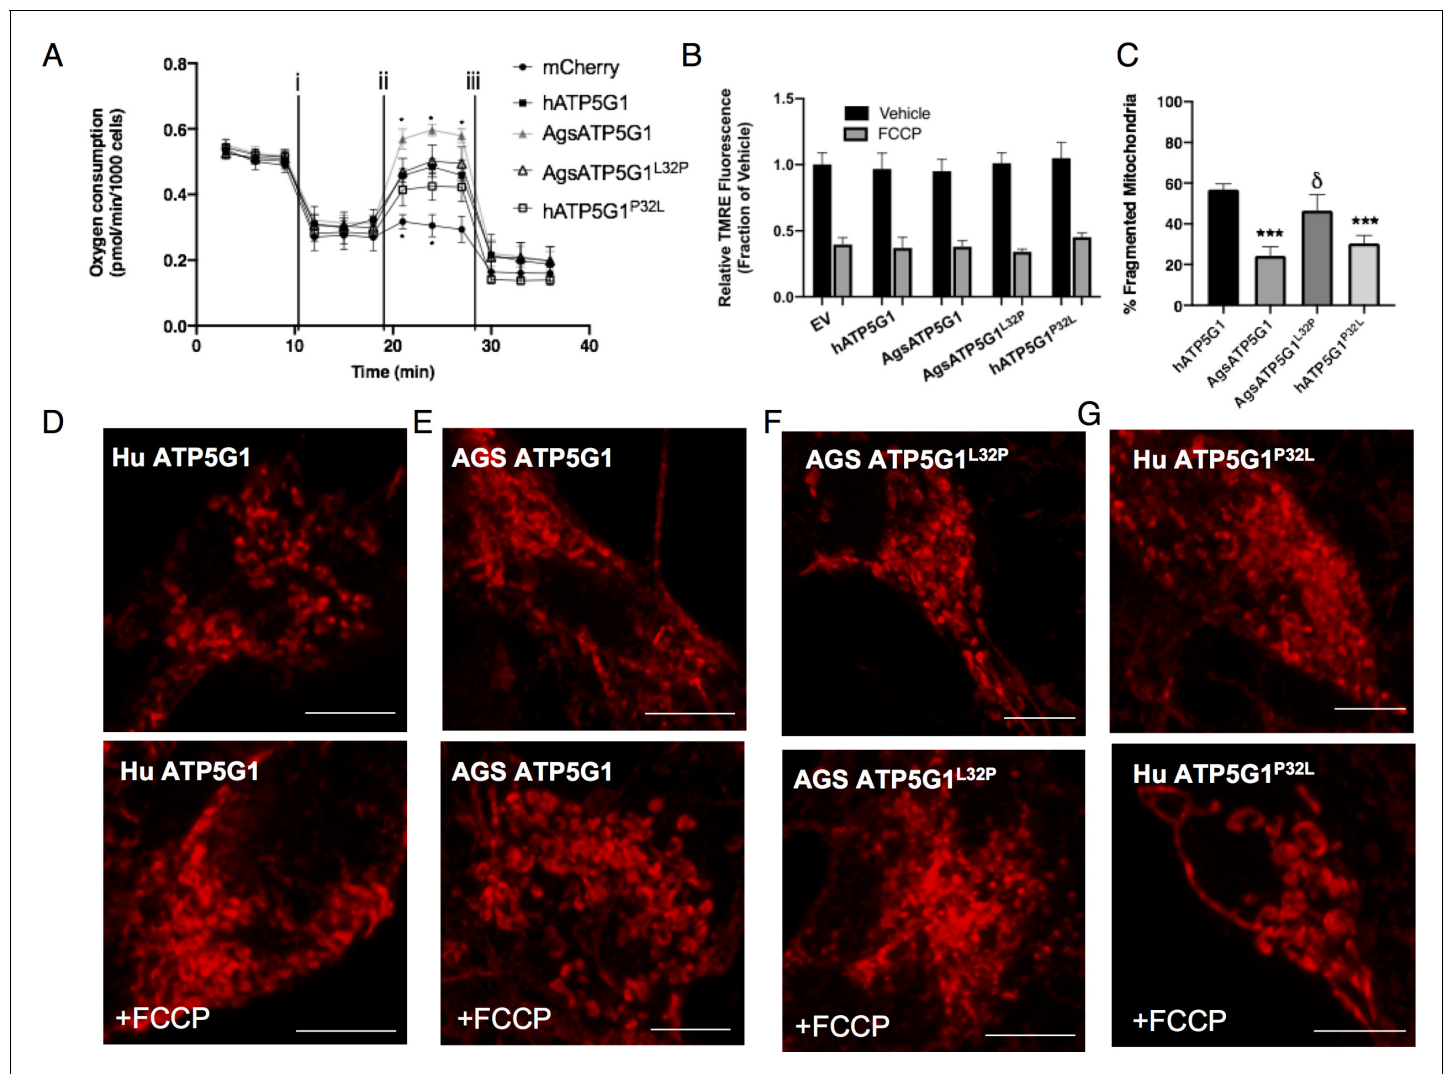 A
Oxygen consumption
(pmol/min/1000 cells)
0.8
0.6
0.4
0.2
0.0
0
10
20
30
40
Time (min)
i
ii
iii
*
*
*
*
*
mCherry
hATP5G1
AgsATP5G1
AgsATP5G1L32P
hATP5G1P32L
B
Relative TMRE Fluorescence
(Fraction of Vehicle)
1.5
1.0
0.5
0.0
Vehicle
FCCP
EV
hATP5G1
AgsATP5G1
AgsATP5G1L32P
hATP5G1P32L
C
% Fragmented Mitochondria
100
80
60
40
20
0
***
δ
***
hATP5G1
AgsATP5G1
AgsATP5G1L32P
hATP5G1P32L
D
Hu ATP5G1
E
AGS ATP5G1
F
AGS ATP5G1L32P
G
Hu ATP5G1P32L
Hu ATP5G1
+FCCP
AGS ATP5G1
+FCCP
AGS ATP5G1L32P
+FCCP
Hu ATP5G1P32L
+FCCP